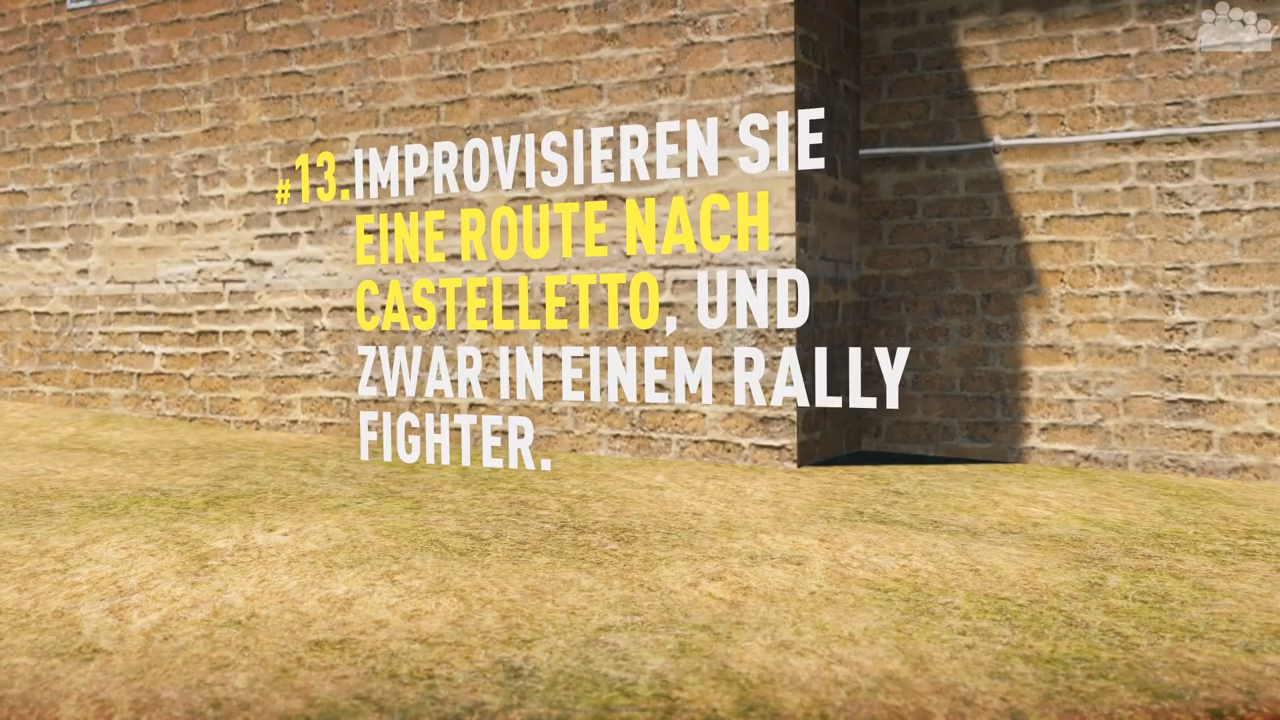 #13. IMPROVISIEREN SIE
EINE ROUTE NACH
CASTELLETTO, UND
ZWAR IN EINEM RALLY
FIGHTER.